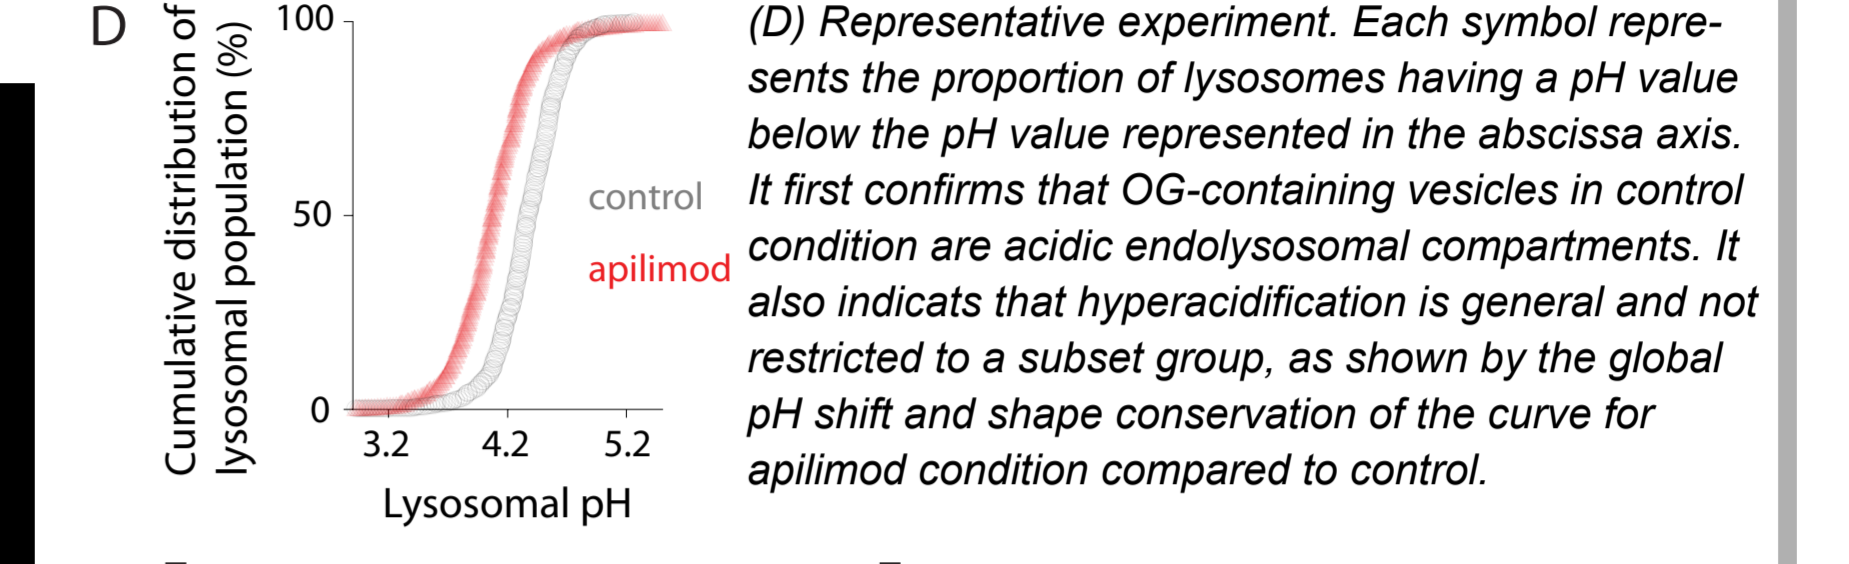 D
Cumulative distribution of
lysosomal population (%)
100
50
0
3.2 4.2 5.2
Lysosomal pH
control
apilimod
(D) Representative experiment. Each symbol repre-
sents the proportion of lysosomes having a pH value
below the pH value represented in the abscissa axis.
It first confirms that OG-containing vesicles in control
condition are acidic endolysosomal compartments. It
also indicats that hyperacidification is general and not
restricted to a subset group, as shown by the global
pH shift and shape conservation of the curve for
apilimod condition compared to control.